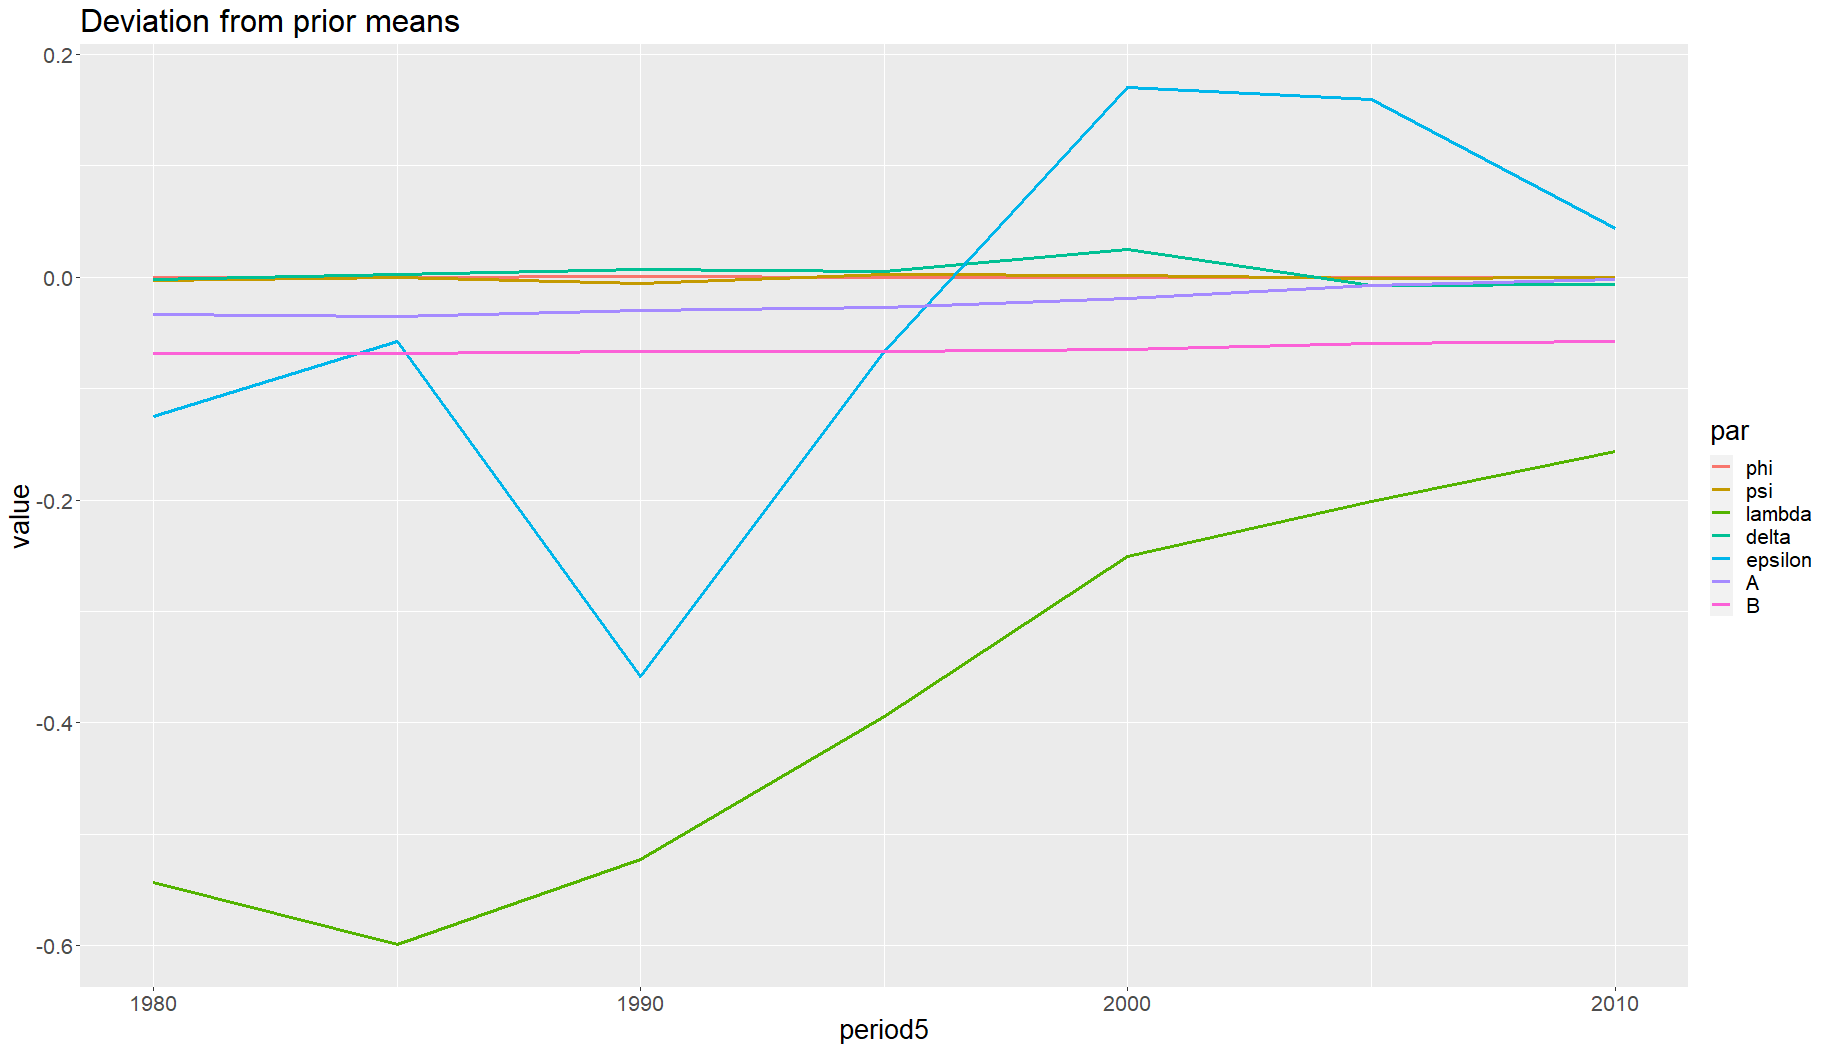 Deviation from prior means
0.2
0.0
-0.2
-0.4
-0.6
value
1980
1990
2000
2010
period5
par
phi
psi
lambda
delta
epsilon
A
B